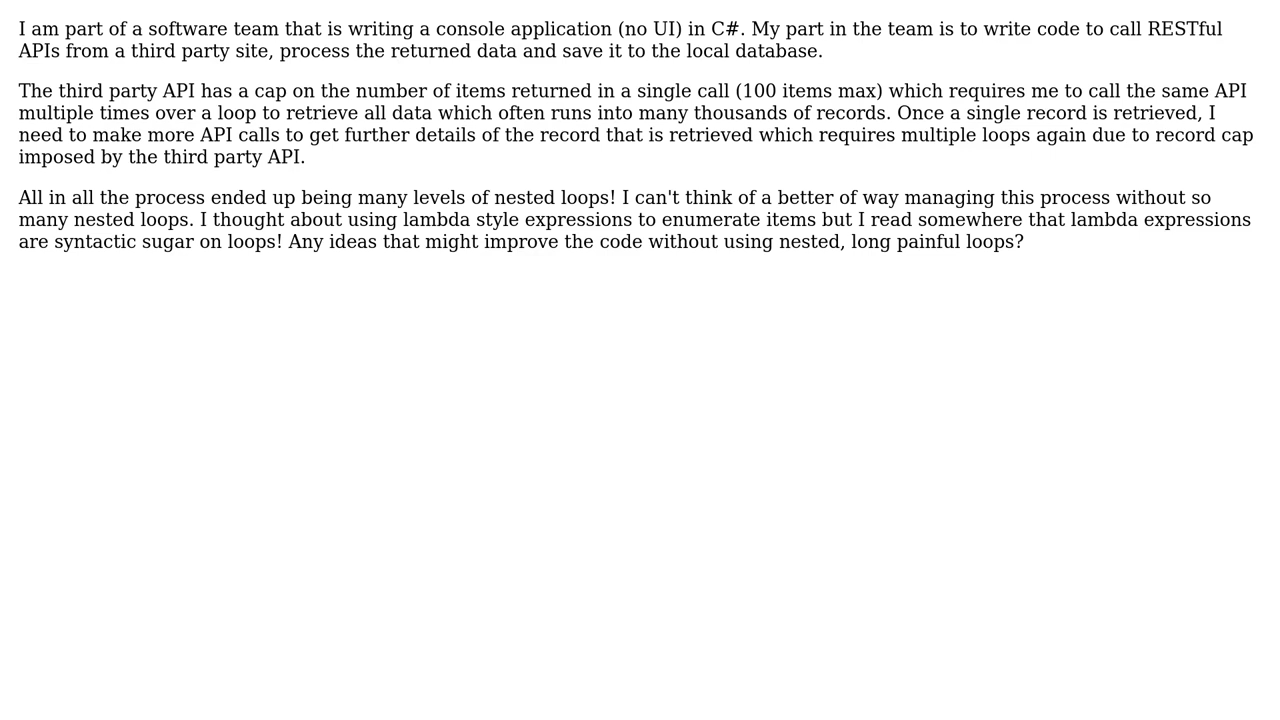 I am part of a software team that is writing a console application (no UI) in C#. My part in the team is to write code to call RESTful
APIs from a third party site, process the returned data and save it to the local database.
The third party API has a cap on the number of items returned in a single call (100 items max) which requires me to call the same API
multiple times over a loop to retrieve all data which often runs into many thousands of records. Once a single record is retrieved, I
need to make more API calls to get further details of the record that is retrieved which requires multiple loops again due to record cap
imposed by the third party API.
All in all the process ended up being many levels of nested loops! I can't think of a better of way managing this process without so
many nested loops. I thought about using lambda style expressions to enumerate items but I read somewhere that lambda expressions
are syntactic sugar on loops! Any ideas that might improve the code without using nested, long painful loops?